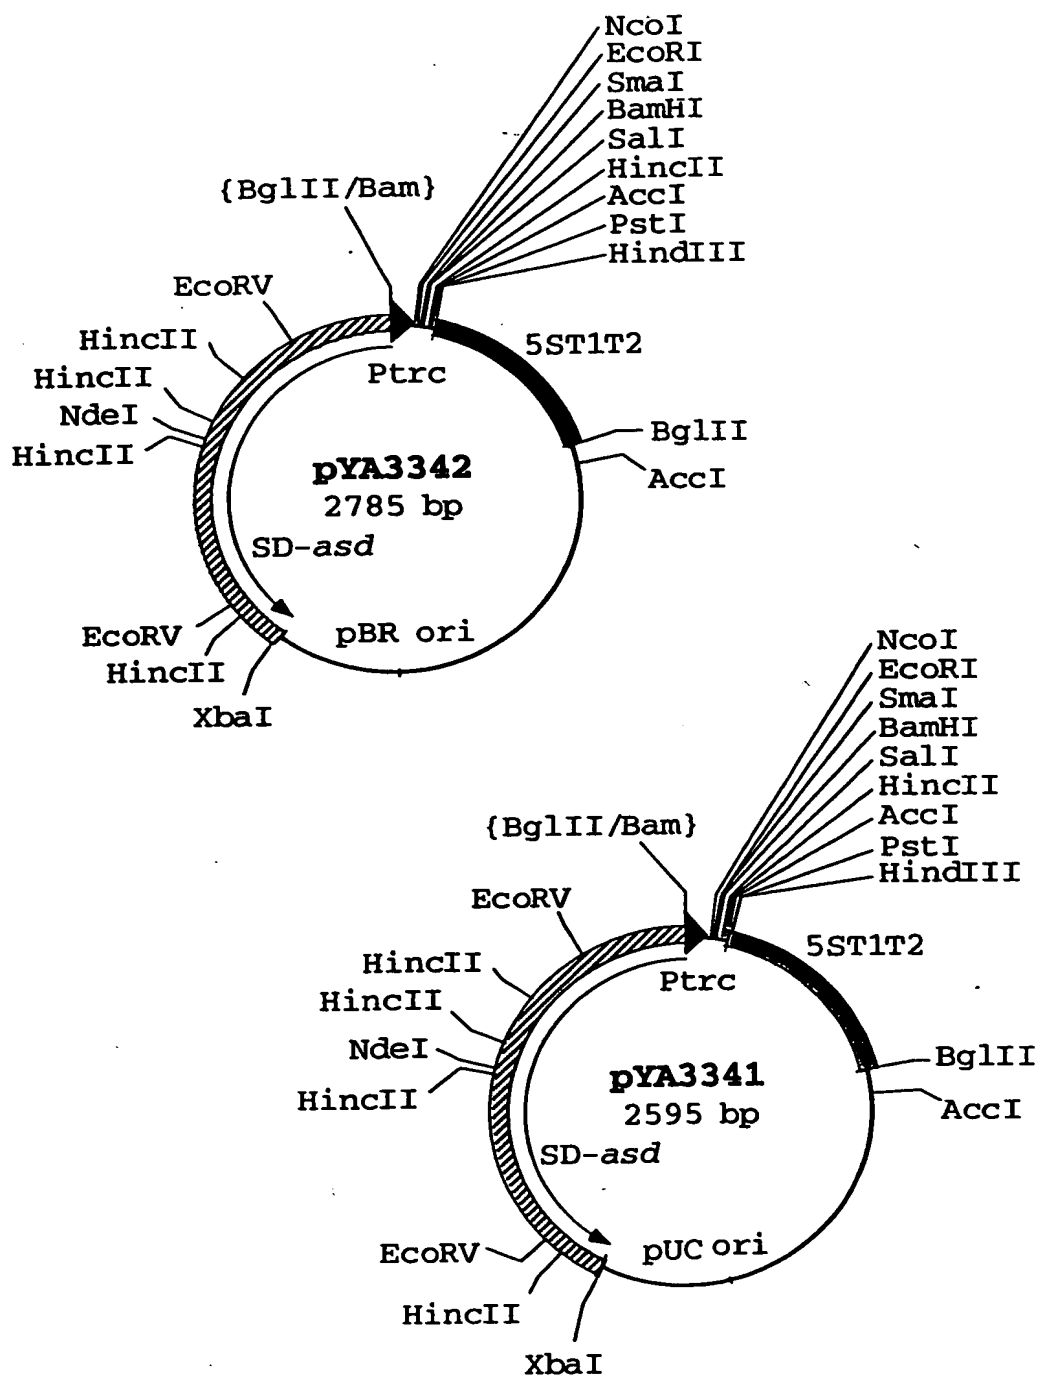 NcoI
EcoRI
SmaI
BamHI
SalI
HincII
AccI
PstI
HindIII
{BglII/Bam}
EcoRV
HincII
HincII
NdeI
HincII
5ST1T2
Ptrc
BglII
AccI
pYA3342
2785 bp
SD-asd
EcoRV
HincII
XbaI
pBR ori
NcoI
EcoRI
SmaI
BamHI
SalI
HincII
AccI
PstI
HindIII
{BglII/Bam}
EcoRV
HincII
HincII
NdeI
HincII
5ST1T2
Ptrc
BglII
AccI
pYA3341
2595 bp
SD-asd
EcoRV
HincII
XbaI
pUC ori